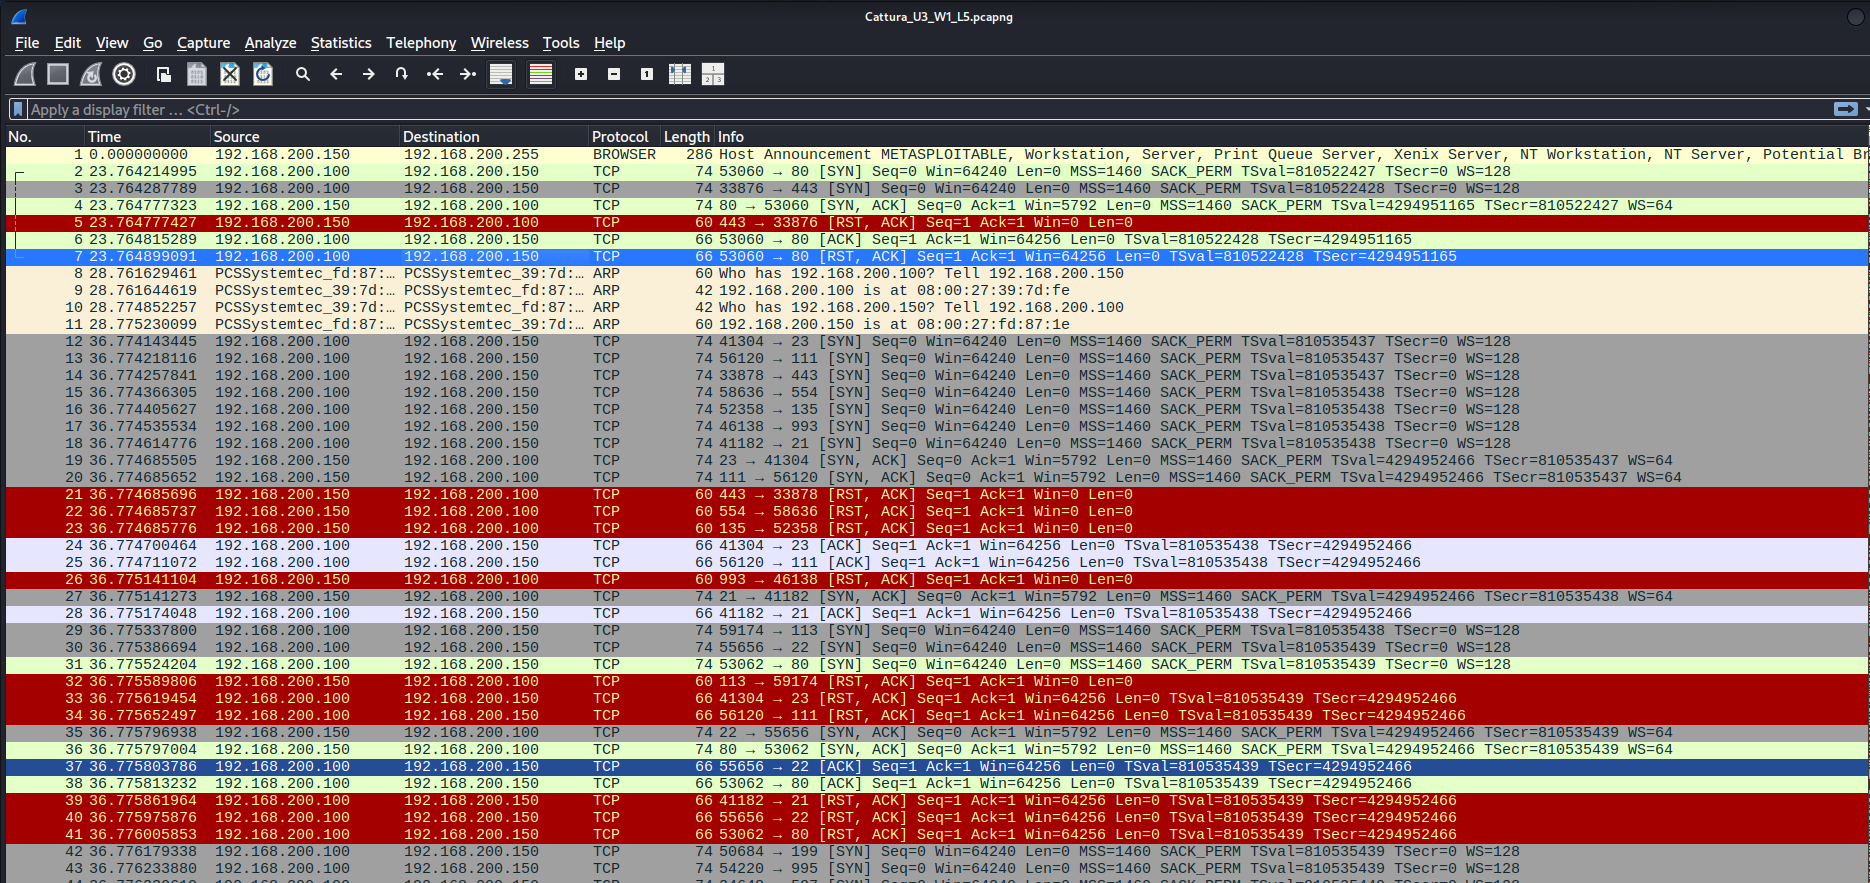 Cattura_U3_W1_L5.pcapng
File Edit View Go Capture Analyze Statistics Telephony Wireless Tools Help
Apply a display filter … <Ctrl-/>
No. Time Source Destination Protocol Length Info
1 0.000000000 192.168.200.150 192.168.200.255 BROWSER 286 Host Announcement METASPLOITABLE, Workstation, Server, Print Queue Server, Xenix Server, NT Workstation, NT Server, Potential Br
2 23.764214995 192.168.200.100 192.168.200.150 TCP 74 53060 → 80 [SYN] Seq=0 Win=64240 Len=0 MSS=1460 SACK_PERM TSval=810522427 TSecr=0 WS=128
3 23.764287789 192.168.200.100 192.168.200.150 TCP 74 33876 → 443 [SYN] Seq=0 Win=64240 Len=0 MSS=1460 SACK_PERM TSval=810522428 TSecr=0 WS=128
4 23.764777323 192.168.200.150 192.168.200.100 TCP 74 80 → 53060 [SYN, ACK] Seq=0 Ack=1 Win=5792 Len=0 MSS=1460 SACK_PERM TSval=4294951165 TSecr=810522427 WS=64
5 23.764777427 192.168.200.150 192.168.200.100 TCP 60 443 → 33876 [RST, ACK] Seq=1 Ack=1 Win=0 Len=0
6 23.764815289 192.168.200.100 192.168.200.150 TCP 66 53060 → 80 [ACK] Seq=1 Ack=1 Win=64256 Len=0 TSval=810522428 TSecr=4294951165
7 23.764899091 192.168.200.100 192.168.200.150 TCP 66 53060 → 80 [RST, ACK] Seq=1 Ack=1 Win=64256 Len=0 TSval=810522428 TSecr=4294951165
8 28.761629461 PCSSystemtec_fd:87:… PCSSystemtec_39:7d:… ARP 60 Who has 192.168.200.100? Tell 192.168.200.150
9 28.761644619 PCSSystemtec_39:7d:… PCSSystemtec_fd:87:… ARP 42 192.168.200.100 is at 08:00:27:39:7d:fe
10 28.774852257 PCSSystemtec_39:7d:… PCSSystemtec_fd:87:… ARP 42 Who has 192.168.200.150? Tell 192.168.200.100
11 28.775230099 PCSSystemtec_fd:87:… PCSSystemtec_39:7d:… ARP 60 192.168.200.150 is at 08:00:27:fd:87:1e
12 36.774143445 192.168.200.100 192.168.200.150 TCP 74 41304 → 23 [SYN] Seq=0 Win=64240 Len=0 MSS=1460 SACK_PERM TSval=810535437 TSecr=0 WS=128
13 36.774218116 192.168.200.100 192.168.200.150 TCP 74 56120 → 111 [SYN] Seq=0 Win=64240 Len=0 MSS=1460 SACK_PERM TSval=810535437 TSecr=0 WS=128
14 36.774257841 192.168.200.100 192.168.200.150 TCP 74 33878 → 443 [SYN] Seq=0 Win=64240 Len=0 MSS=1460 SACK_PERM TSval=810535437 TSecr=0 WS=128
15 36.774366305 192.168.200.100 192.168.200.150 TCP 74 58636 → 554 [SYN] Seq=0 Win=64240 Len=0 MSS=1460 SACK_PERM TSval=810535438 TSecr=0 WS=128
16 36.774405627 192.168.200.100 192.168.200.150 TCP 74 52358 → 135 [SYN] Seq=0 Win=64240 Len=0 MSS=1460 SACK_PERM TSval=810535438 TSecr=0 WS=128
17 36.774535534 192.168.200.100 192.168.200.150 TCP 74 46138 → 993 [SYN] Seq=0 Win=64240 Len=0 MSS=1460 SACK_PERM TSval=810535438 TSecr=0 WS=128
18 36.774614776 192.168.200.100 192.168.200.150 TCP 74 41182 → 21 [SYN] Seq=0 Win=64240 Len=0 MSS=1460 SACK_PERM TSval=810535438 TSecr=0 WS=128
19 36.774685505 192.168.200.150 192.168.200.100 TCP 74 23 → 41304 [SYN, ACK] Seq=0 Ack=1 Win=5792 Len=0 MSS=1460 SACK_PERM TSval=4294952466 TSecr=810535437 WS=64
20 36.774685652 192.168.200.150 192.168.200.100 TCP 74 111 → 56120 [SYN, ACK] Seq=0 Ack=1 Win=5792 Len=0 MSS=1460 SACK_PERM TSval=4294952466 TSecr=810535437 WS=64
21 36.774685696 192.168.200.150 192.168.200.100 TCP 60 443 → 33878 [RST, ACK] Seq=1 Ack=1 Win=0 Len=0
22 36.774685737 192.168.200.150 192.168.200.100 TCP 60 554 → 58636 [RST, ACK] Seq=1 Ack=1 Win=0 Len=0
23 36.774685776 192.168.200.150 192.168.200.100 TCP 60 135 → 52358 [RST, ACK] Seq=1 Ack=1 Win=0 Len=0
24 36.774700464 192.168.200.100 192.168.200.150 TCP 66 41304 → 23 [ACK] Seq=1 Ack=1 Win=64256 Len=0 TSval=810535438 TSecr=4294952466
25 36.774711072 192.168.200.100 192.168.200.150 TCP 66 56120 → 111 [ACK] Seq=1 Ack=1 Win=64256 Len=0 TSval=810535438 TSecr=4294952466
26 36.775141104 192.168.200.150 192.168.200.100 TCP 60 993 → 46138 [RST, ACK] Seq=1 Ack=1 Win=0 Len=0
27 36.775141273 192.168.200.150 192.168.200.100 TCP 74 21 → 41182 [SYN, ACK] Seq=0 Ack=1 Win=5792 Len=0 MSS=1460 SACK_PERM TSval=4294952466 TSecr=810535438 WS=64
28 36.775174048 192.168.200.100 192.168.200.150 TCP 66 41182 → 21 [ACK] Seq=1 Ack=1 Win=64256 Len=0 TSval=810535438 TSecr=4294952466
29 36.775337800 192.168.200.100 192.168.200.150 TCP 74 59174 → 113 [SYN] Seq=0 Win=64240 Len=0 MSS=1460 SACK_PERM TSval=810535438 TSecr=0 WS=128
30 36.775386694 192.168.200.100 192.168.200.150 TCP 74 55656 → 22 [SYN] Seq=0 Win=64240 Len=0 MSS=1460 SACK_PERM TSval=810535439 TSecr=0 WS=128
31 36.775524204 192.168.200.100 192.168.200.150 TCP 74 53062 → 80 [SYN] Seq=0 Win=64240 Len=0 MSS=1460 SACK_PERM TSval=810535439 TSecr=0 WS=128
32 36.775589806 192.168.200.150 192.168.200.100 TCP 60 113 → 59174 [RST, ACK] Seq=1 Ack=1 Win=0 Len=0
33 36.775619454 192.168.200.100 192.168.200.150 TCP 66 41304 → 23 [RST, ACK] Seq=1 Ack=1 Win=64256 Len=0 TSval=810535439 TSecr=4294952466
34 36.775652497 192.168.200.100 192.168.200.150 TCP 66 56120 → 111 [RST, ACK] Seq=1 Ack=1 Win=64256 Len=0 TSval=810535439 TSecr=4294952466
35 36.775796938 192.168.200.150 192.168.200.100 TCP 74 22 → 55656 [SYN, ACK] Seq=0 Ack=1 Win=5792 Len=0 MSS=1460 SACK_PERM TSval=4294952466 TSecr=810535439 WS=64
36 36.775797004 192.168.200.150 192.168.200.100 TCP 74 80 → 53062 [SYN, ACK] Seq=0 Ack=1 Win=5792 Len=0 MSS=1460 SACK_PERM TSval=4294952466 TSecr=810535439 WS=64
37 36.775803786 192.168.200.100 192.168.200.150 TCP 66 55656 → 22 [ACK] Seq=1 Ack=1 Win=64256 Len=0 TSval=810535439 TSecr=4294952466
38 36.775813232 192.168.200.100 192.168.200.150 TCP 66 53062 → 80 [ACK] Seq=1 Ack=1 Win=64256 Len=0 TSval=810535439 TSecr=4294952466
39 36.775861964 192.168.200.100 192.168.200.150 TCP 66 41182 → 21 [RST, ACK] Seq=1 Ack=1 Win=64256 Len=0 TSval=810535439 TSecr=4294952466
40 36.775975876 192.168.200.100 192.168.200.150 TCP 66 55656 → 22 [RST, ACK] Seq=1 Ack=1 Win=64256 Len=0 TSval=810535439 TSecr=4294952466
41 36.776005853 192.168.200.100 192.168.200.150 TCP 66 53062 → 80 [RST, ACK] Seq=1 Ack=1 Win=64256 Len=0 TSval=810535439 TSecr=4294952466
42 36.776179338 192.168.200.100 192.168.200.150 TCP 74 50684 → 199 [SYN] Seq=0 Win=64240 Len=0 MSS=1460 SACK_PERM TSval=810535439 TSecr=0 WS=128
43 36.776233880 192.168.200.100 192.168.200.150 TCP 74 54220 → 995 [SYN] Seq=0 Win=64240 Len=0 MSS=1460 SACK_PERM TSval=810535439 TSecr=0 WS=128